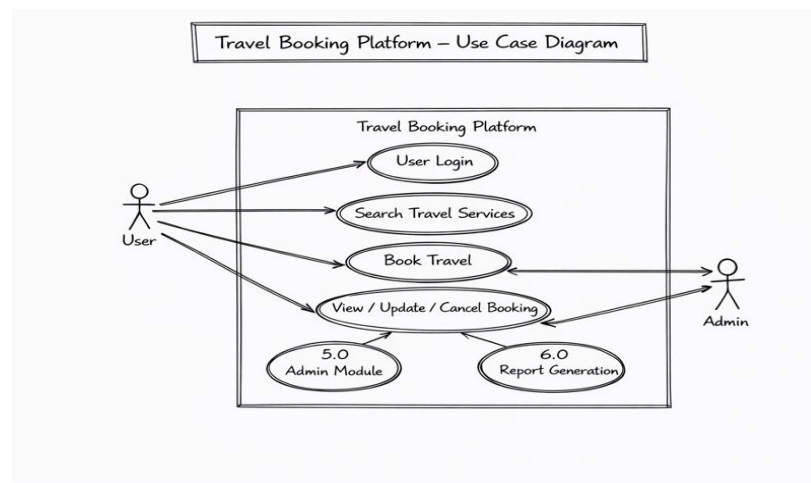 Travel Booking Platform – Use Case Diagram
Travel Booking Platform
User Login
Search Travel Services
User
Book Travel
View / Update / Cancel Booking
Admin
5.0
Admin Module
6.0
Report Generation